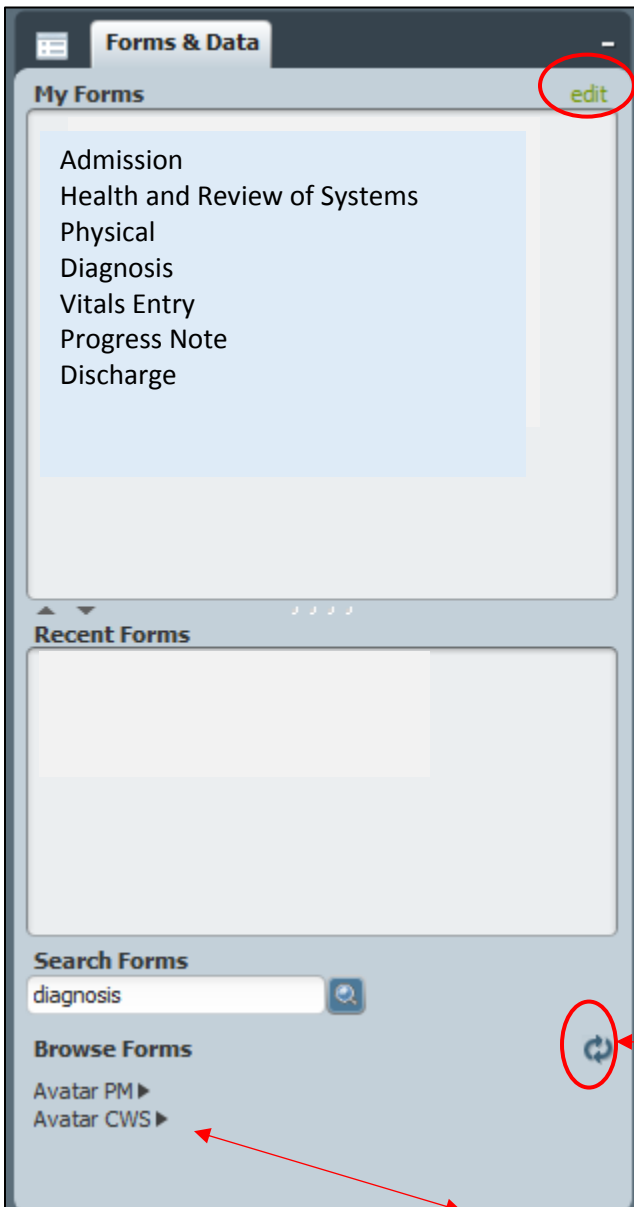 Forms & Data
My Forms
edit
Admission
Health and Review of Systems
Physical
Diagnosis
Vitals Entry
Progress Note
Discharge
Recent Forms
Search Forms
diagnosis
Browse Forms
Avatar PM
Avatar CWS